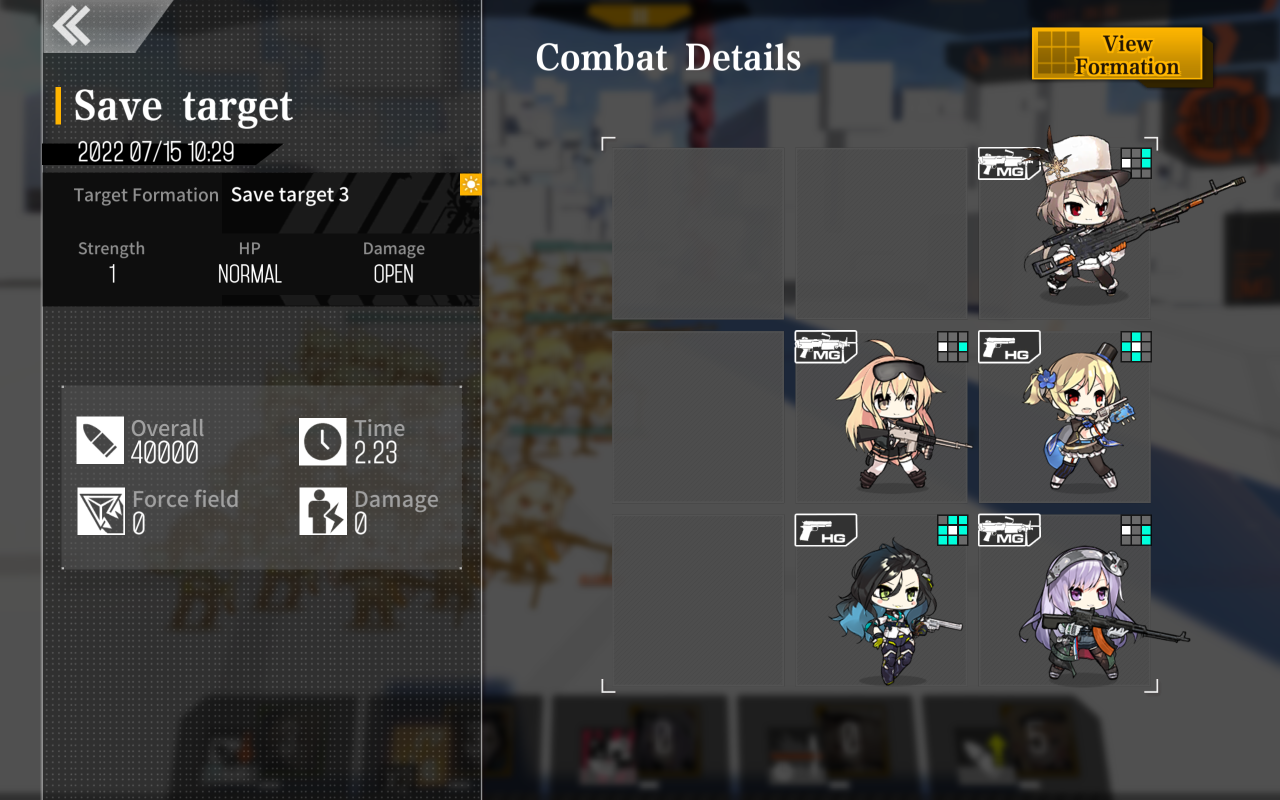 Save target
2022 07/15 10:29
Target Formation Save target 3
Strength HP Damage
1 NORMAL OPEN
Overall Time
40000 2.23
Force field Damage
0 0
Combat Details
View
Formation
MG
MG HG
HG MG